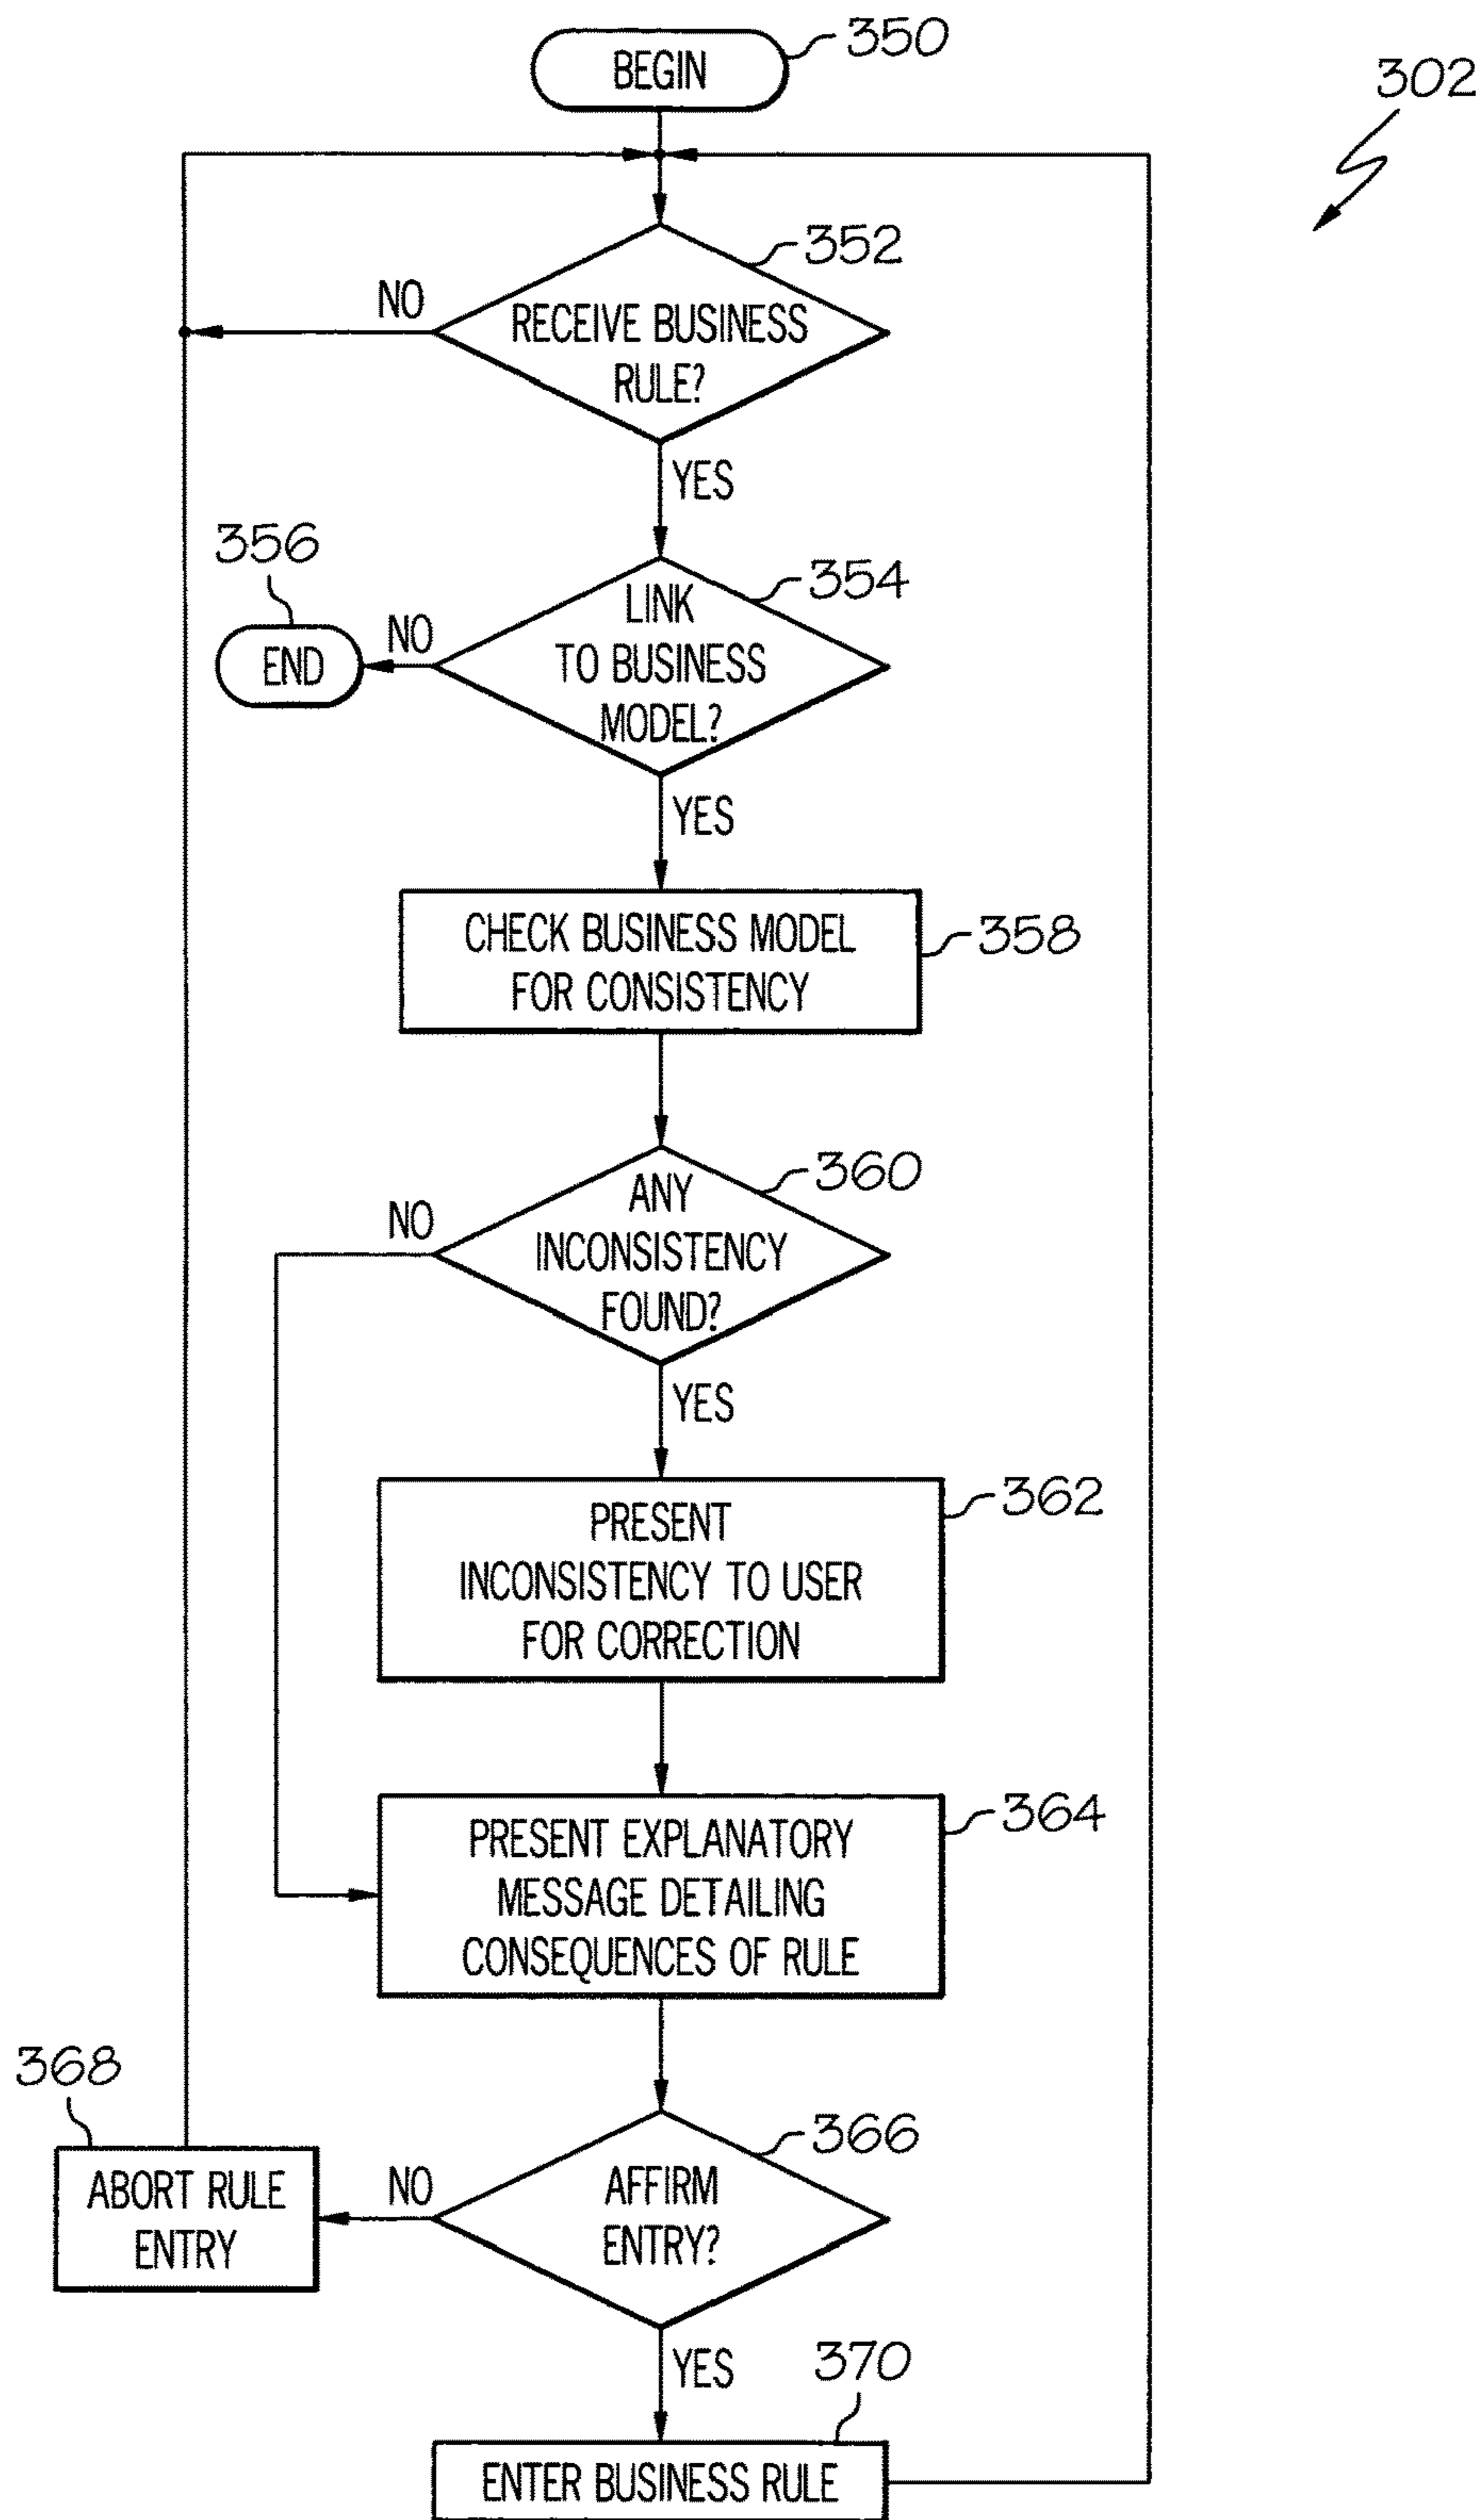 BEGIN
350
302
352
NO
RECEIVE BUSINESS
RULE?
YES
356
354
LINK
TO BUSINESS
MODEL?
NO
END
YES
CHECK BUSINESS MODEL
FOR CONSISTENCY
358
360
ANY
INCONSISTENCY
FOUND?
NO
YES
362
PRESENT
INCONSISTENCY TO USER
FOR CORRECTION
364
PRESENT EXPLANATORY
MESSAGE DETAILING
CONSEQUENCES OF RULE
368
366
ABORT RULE
ENTRY
NO
AFFIRM
ENTRY?
YES
370
ENTER BUSINESS RULE